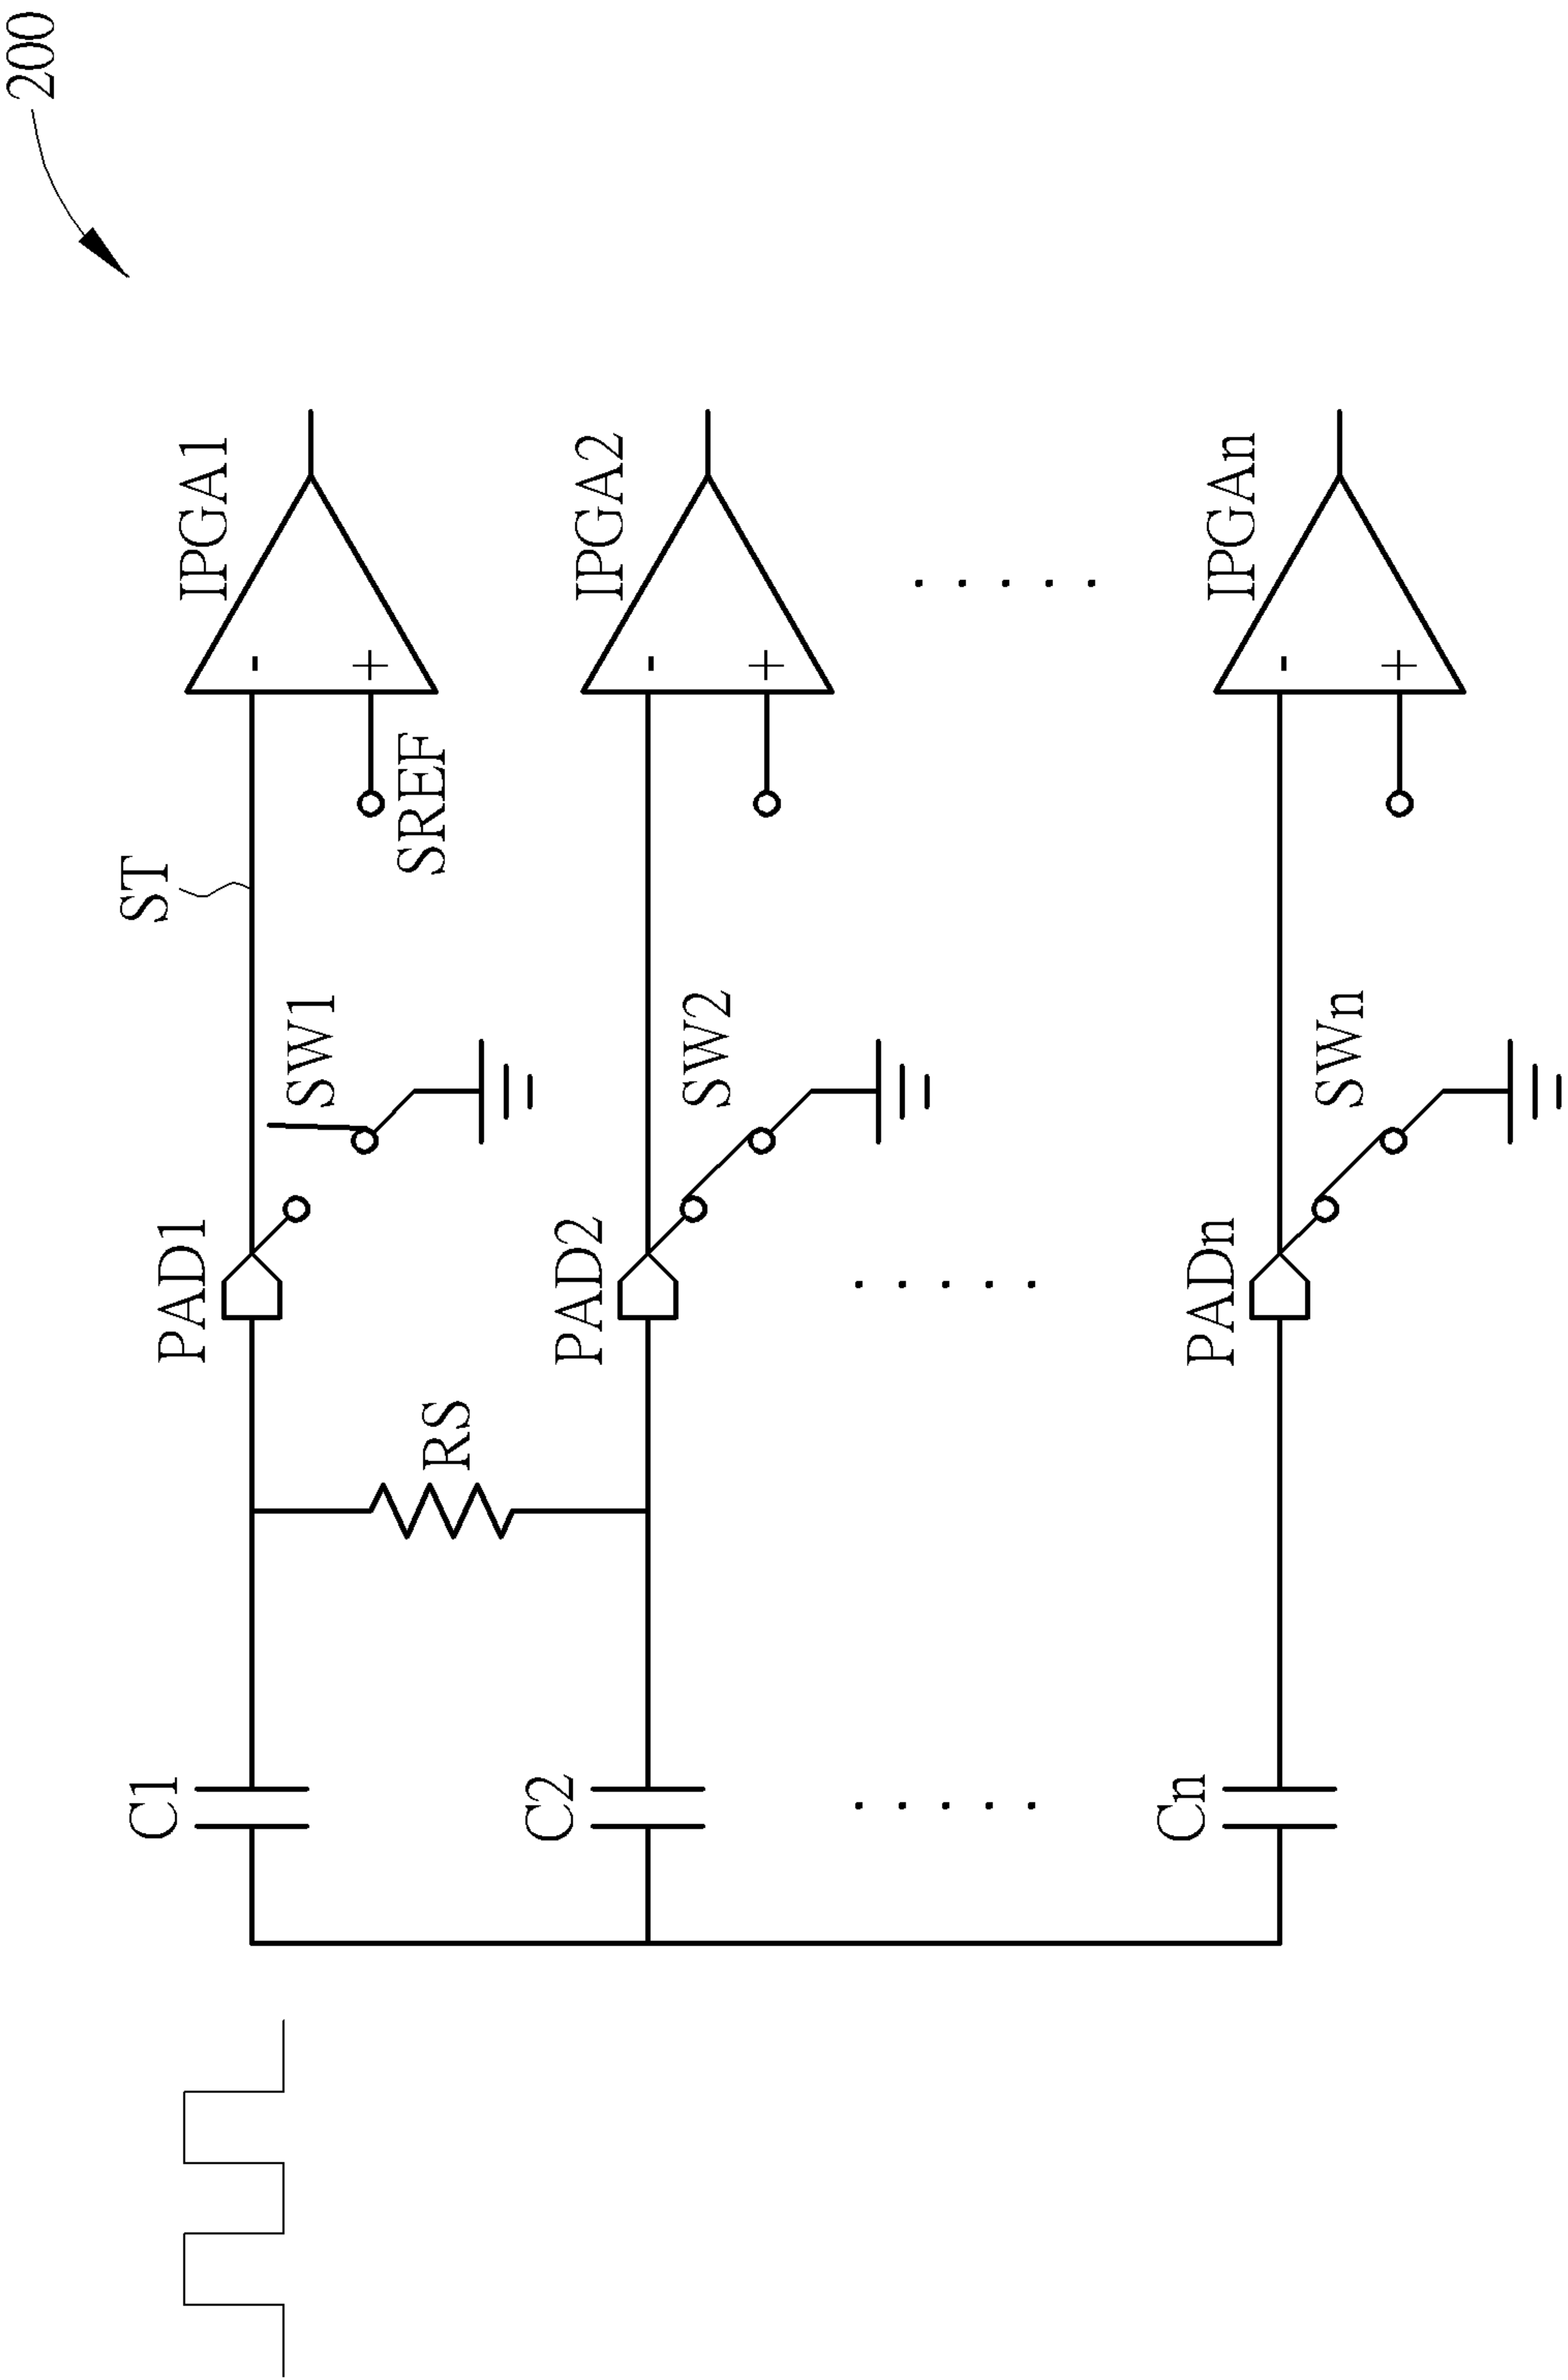 200
IPGA1
-
+
ST
SREF
SW1
PAD1
RS
C1
IPGA2
-
+
SW2
PAD2
C2
. . . . .
. . . . .
. . . . .
IPGAn
-
+
SWn
PADn
Cn